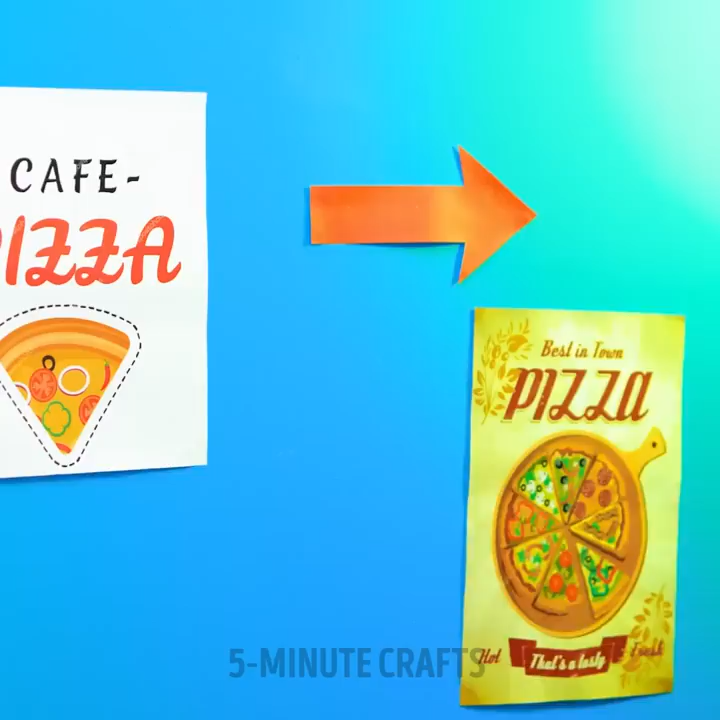 CAFE-
PIZZA
Best in Town
PIZZA
Hot That's a tasty Fresh
5-MINUTE CRAFTS